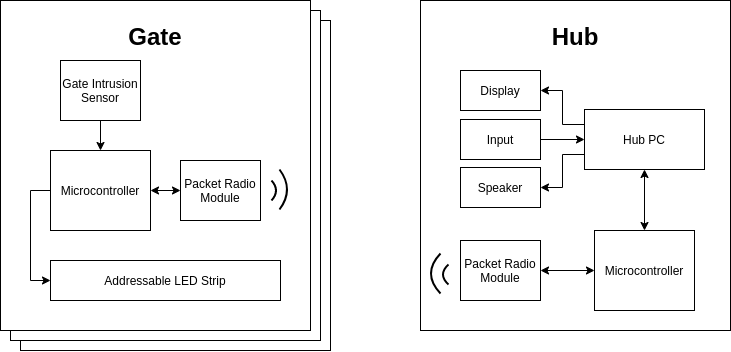 Gate
Gate Intrusion
Sensor
Microcontroller
Packet Radio
Module
Addressable LED Strip
Hub
Display
Input
Speaker
Hub PC
Packet Radio
Module
Microcontroller